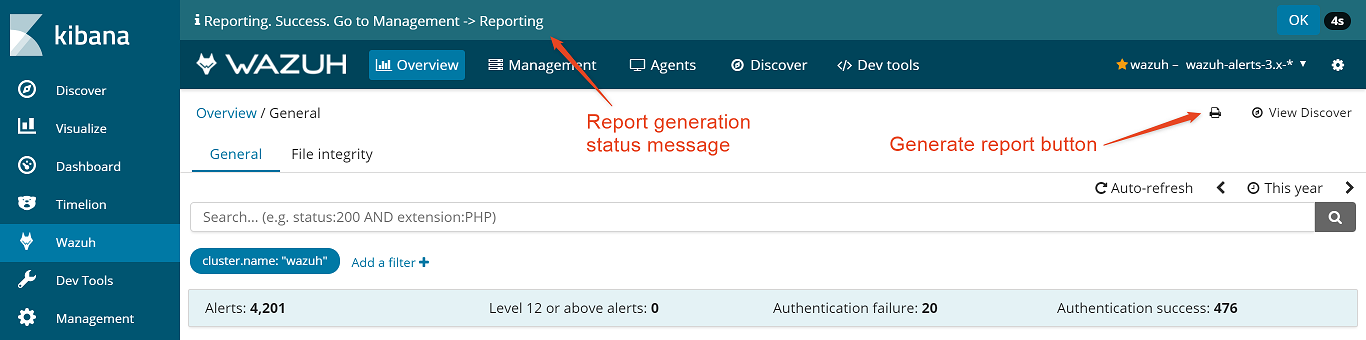 kibana
Discover
Visualize
Dashboard
Timelion
Wazuh
Dev Tools
Management
Reporting. Success. Go to Management -> Reporting
OK
4s
WAZUH
Overview
Management
Agents
Discover
</> Dev tools
wazuh – wazuh-alerts-3.x-*
Overview / General
View Discover
Report generation
status message
Generate report button
General
File integrity
Auto-refresh
This year
Search... (e.g. status:200 AND extension:PHP)
cluster.name: "wazuh"
Add a filter +
Alerts: 4,201
Level 12 or above alerts: 0
Authentication failure: 20
Authentication success: 476